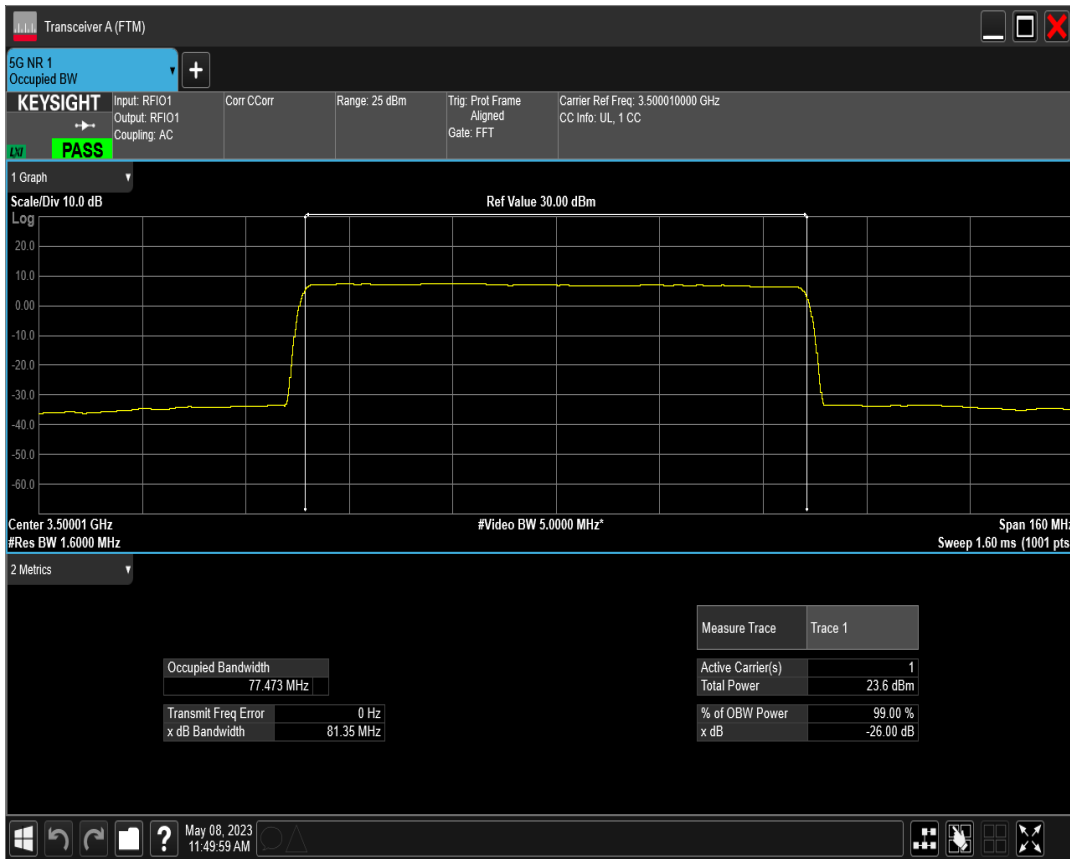 Transceiver A (FTM)
5G NR 1
Occupied BW
+
KEYSIGHT
LXI
PASS
Input: RFIO1
Output: RFIO1
Coupling: AC
Corr CCorr
Range: 25 dBm
Trig: Prot Frame
Aligned
Gate: FFT
Carrier Ref Freq: 3.500010000 GHz
CC Info: UL, 1 CC
1 Graph
Scale/Div 10.0 dB
Ref Value 30.00 dBm
Log
20.0
10.0
0.00
-10.0
-20.0
-30.0
-40.0
-50.0
-60.0
Center 3.50001 GHz
#Video BW 5.0000 MHz*
Span 160 MHz
#Res BW 1.6000 MHz
Sweep 1.60 ms (1001 pts
2 Metrics
Measure Trace Trace 1
Occupied Bandwidth
77.473 MHz
Active Carrier(s) 1
Total Power 23.6 dBm
Transmit Freq Error 0 Hz
x dB Bandwidth 81.35 MHz
% of OBW Power 99.00 %
x dB -26.00 dB
?
May 08, 2023
11:49:59 AM